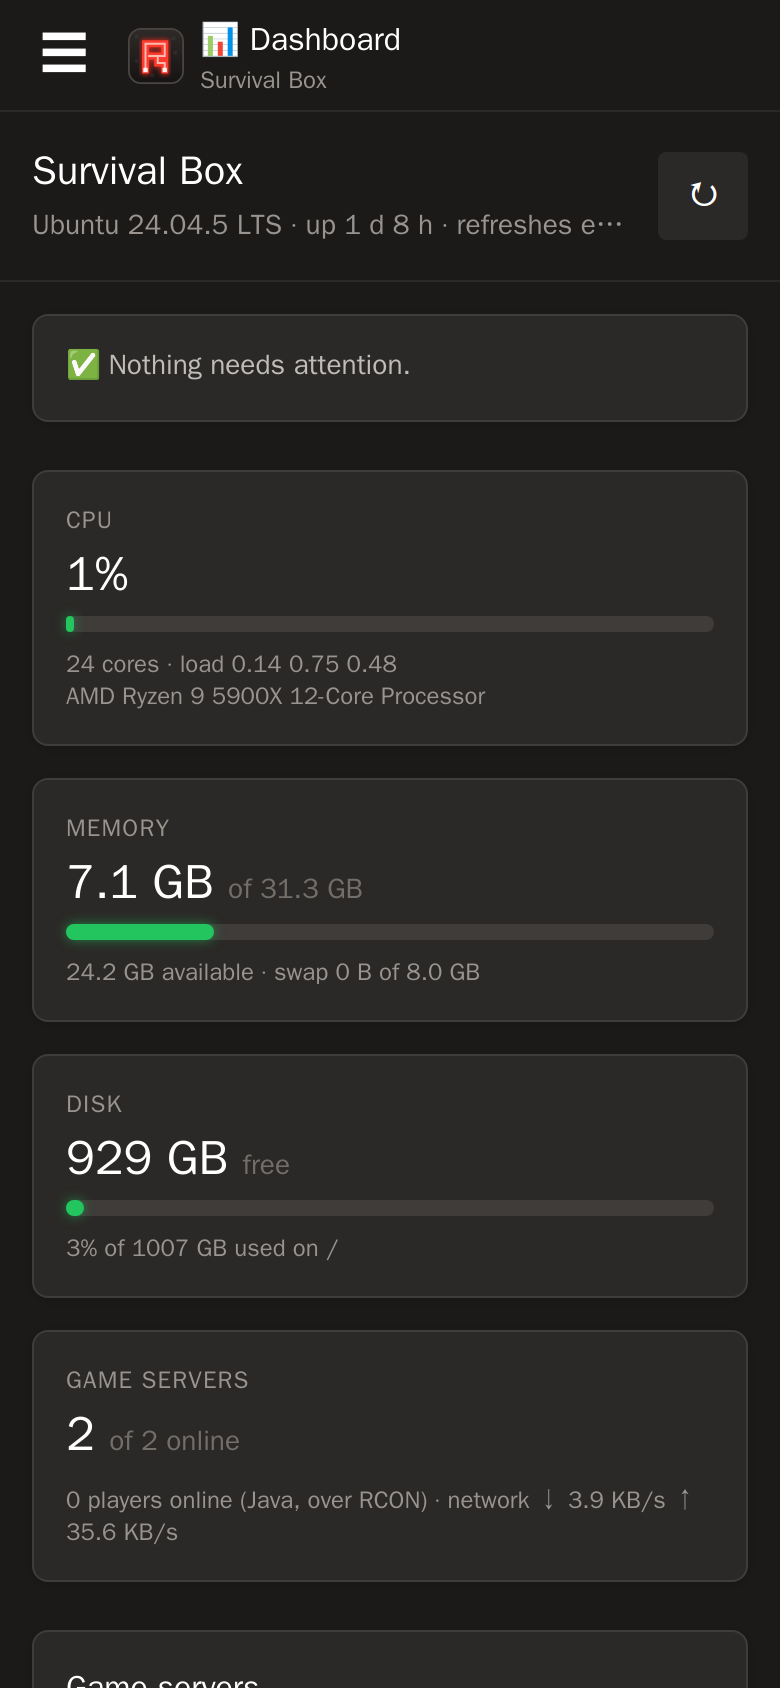 Dashboard
Survival Box
Survival Box
Ubuntu 24.04.5 LTS · up 1 d 8 h · refreshes e···
Nothing needs attention.
CPU
1%
24 cores · load 0.14 0.75 0.48
AMD Ryzen 9 5900X 12-Core Processor
MEMORY
7.1 GB of 31.3 GB
24.2 GB available · swap 0 B of 8.0 GB
DISK
929 GB free
3% of 1007 GB used on /
GAME SERVERS
2 of 2 online
0 players online (Java, over RCON) · network ↓ 3.9 KB/s ↑
35.6 KB/s
Game servers